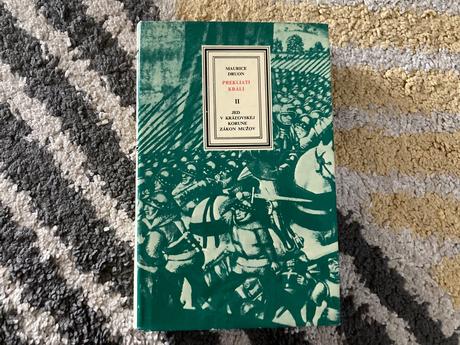 MAURICE
DRUON
PREKLIATI
KRÁLI
II
JED
V KRÁĽOVSKEJ
KORUNE
ZÁKON MUŽOV